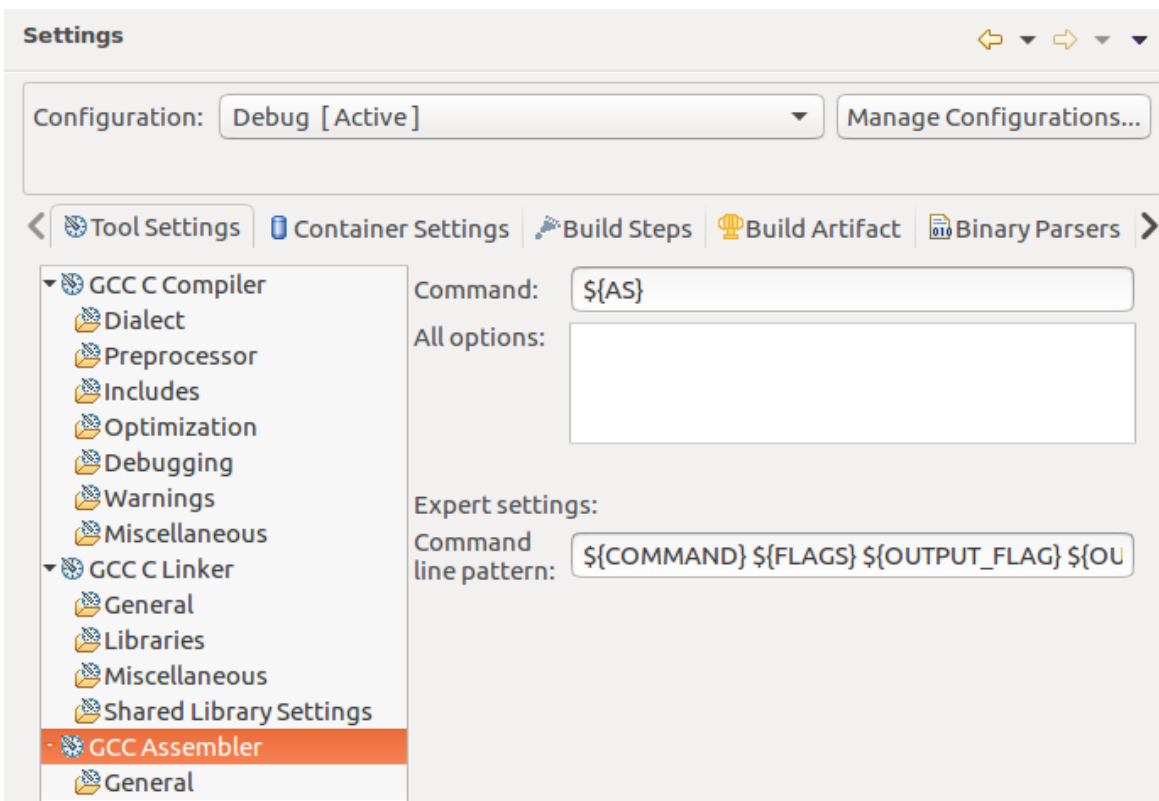 Settings
Configuration: Debug [ Active ] Manage Configurations...
Tool Settings Container Settings Build Steps Build Artifact Binary Parsers
GCC C Compiler
Dialect
Preprocessor
Includes
Optimization
Debugging
Warnings
Miscellaneous
GCC C Linker
General
Libraries
Miscellaneous
Shared Library Settings
GCC Assembler
General
Command: ${AS}
All options:
Expert settings:
Command
line pattern: ${COMMAND} ${FLAGS} ${OUTPUT_FLAG} ${OU